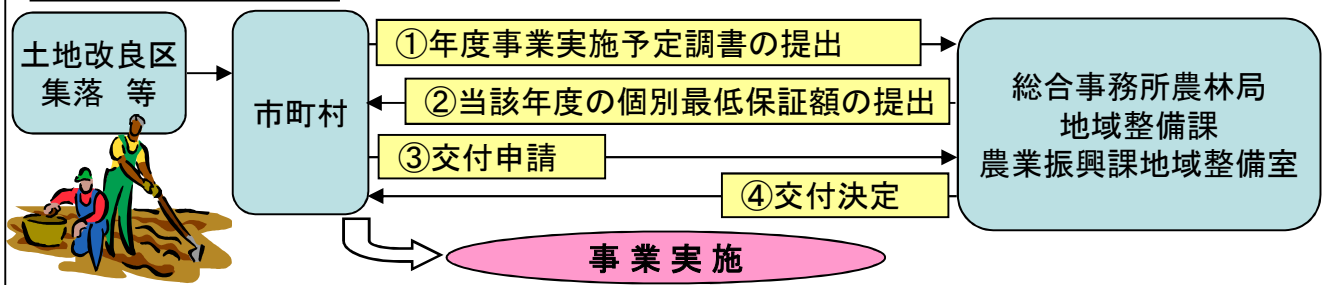 土地改良区
集落 等
市町村
①年度事業実施予定調書の提出
②当該年度の個別最低保証額の提出
③交付申請
④交付決定
総合事務所農林局
地域整備課
農業振興課地域整備室
事業実施